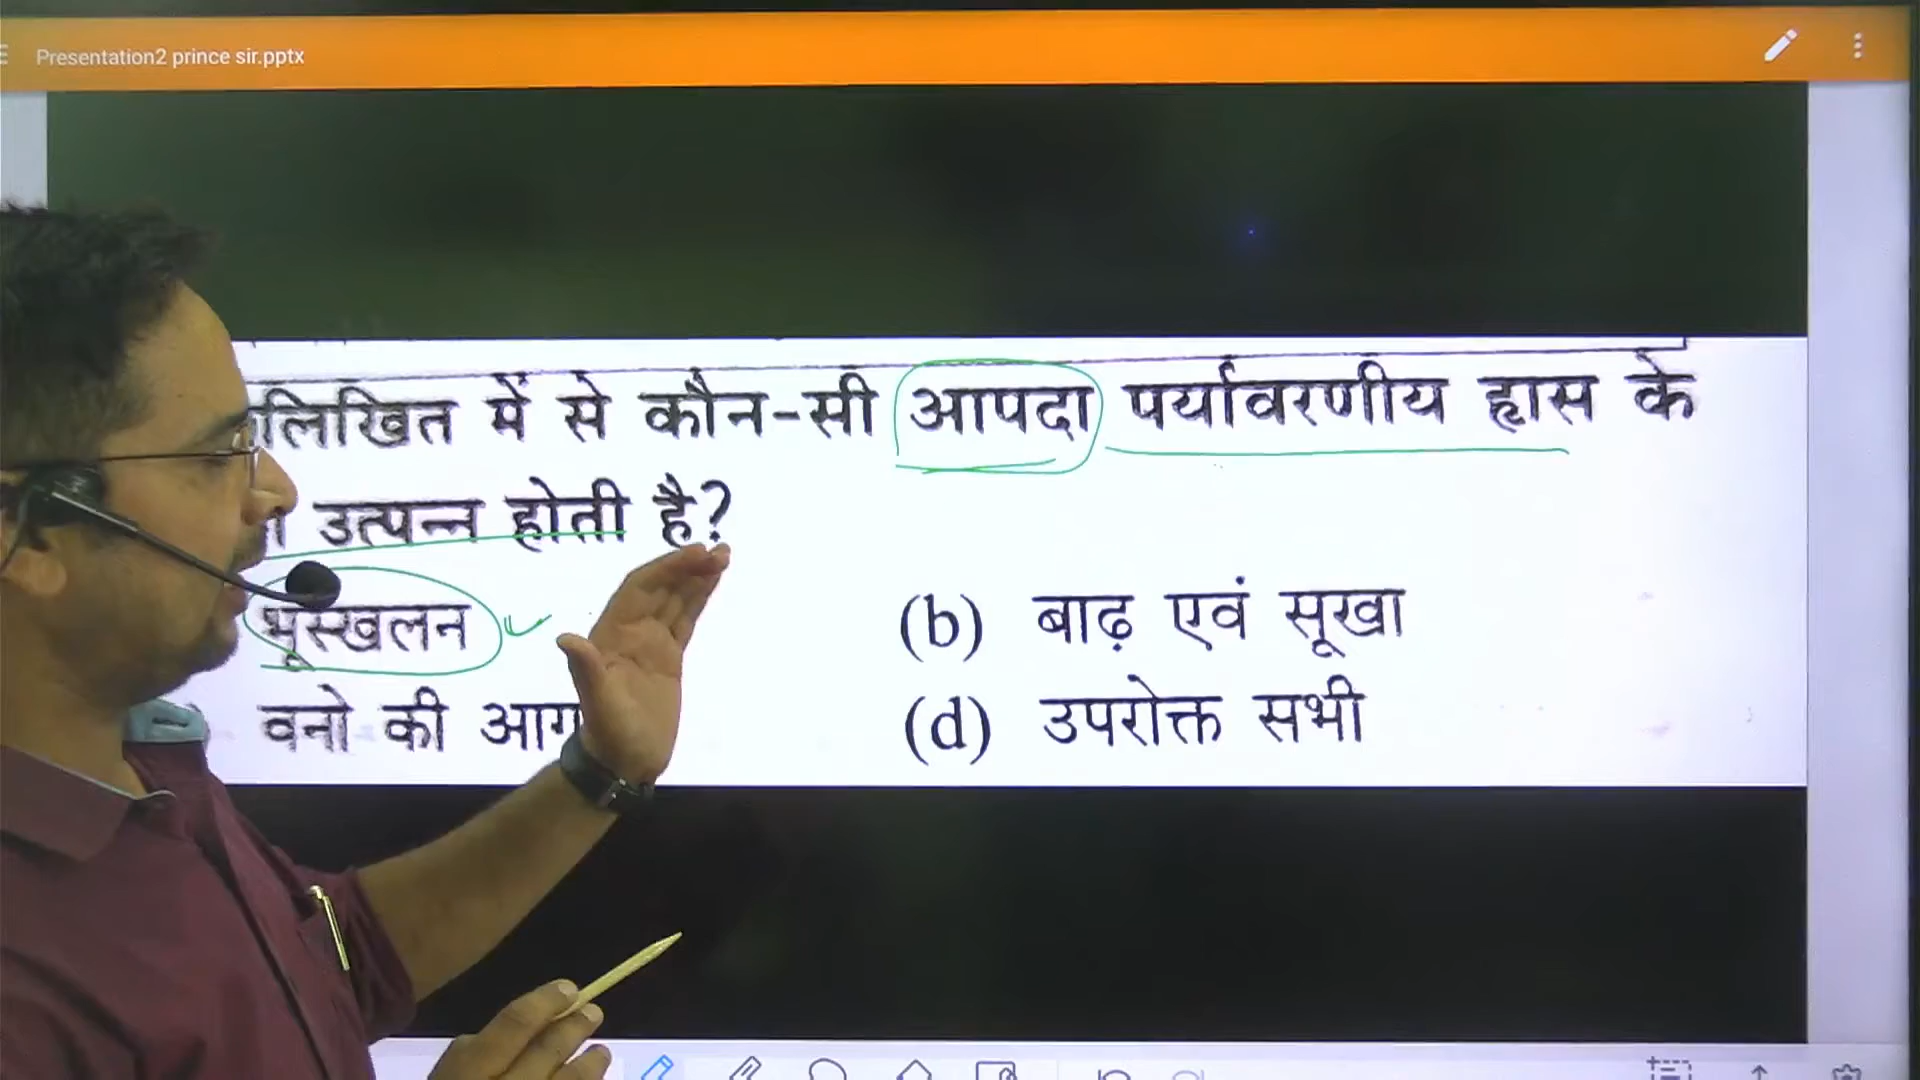 Presentation2 prince sir.pptx
लिखित में से कौन-सी आपदा पर्यावरणीय ह्रास के
उत्पन्न होती है?
भूस्खलन
(b) बाढ़ एवं सूखा
वनो की आग
(d) उपरोक्त सभी